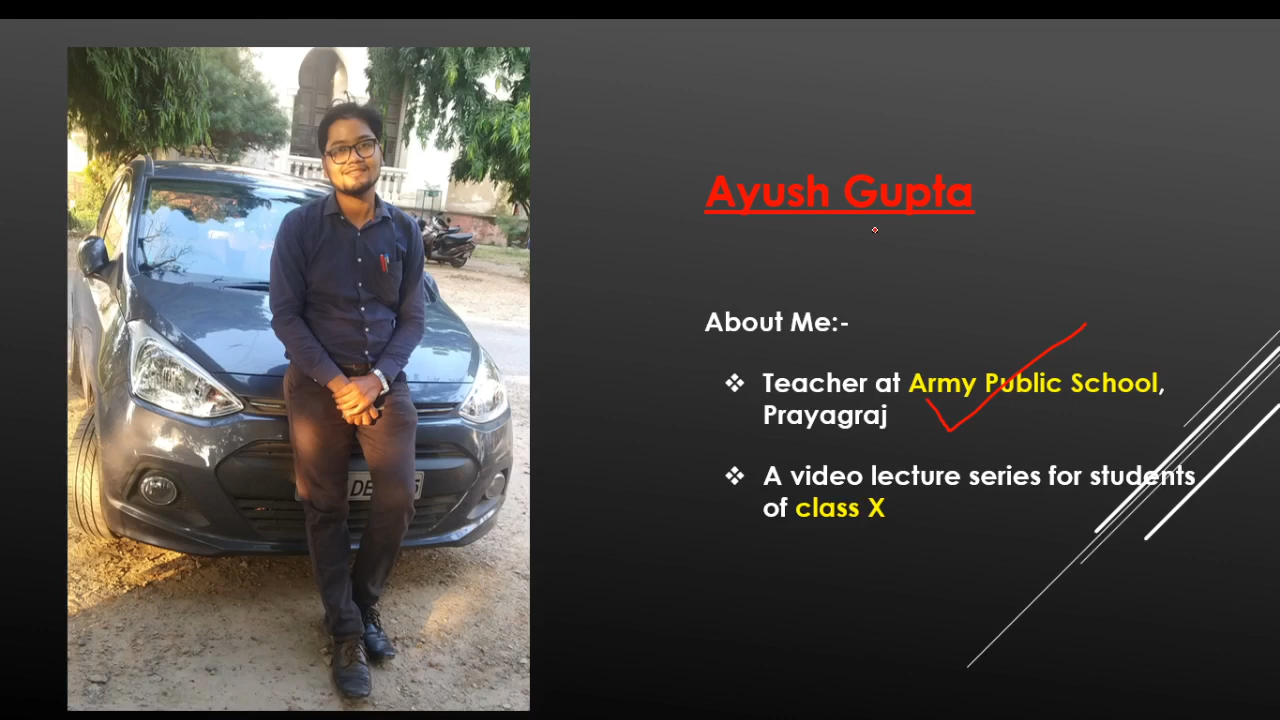 Ayush Gupta
About Me:-
❖ Teacher at Army Public School,
Prayagraj
❖ A video lecture series for students
of class X